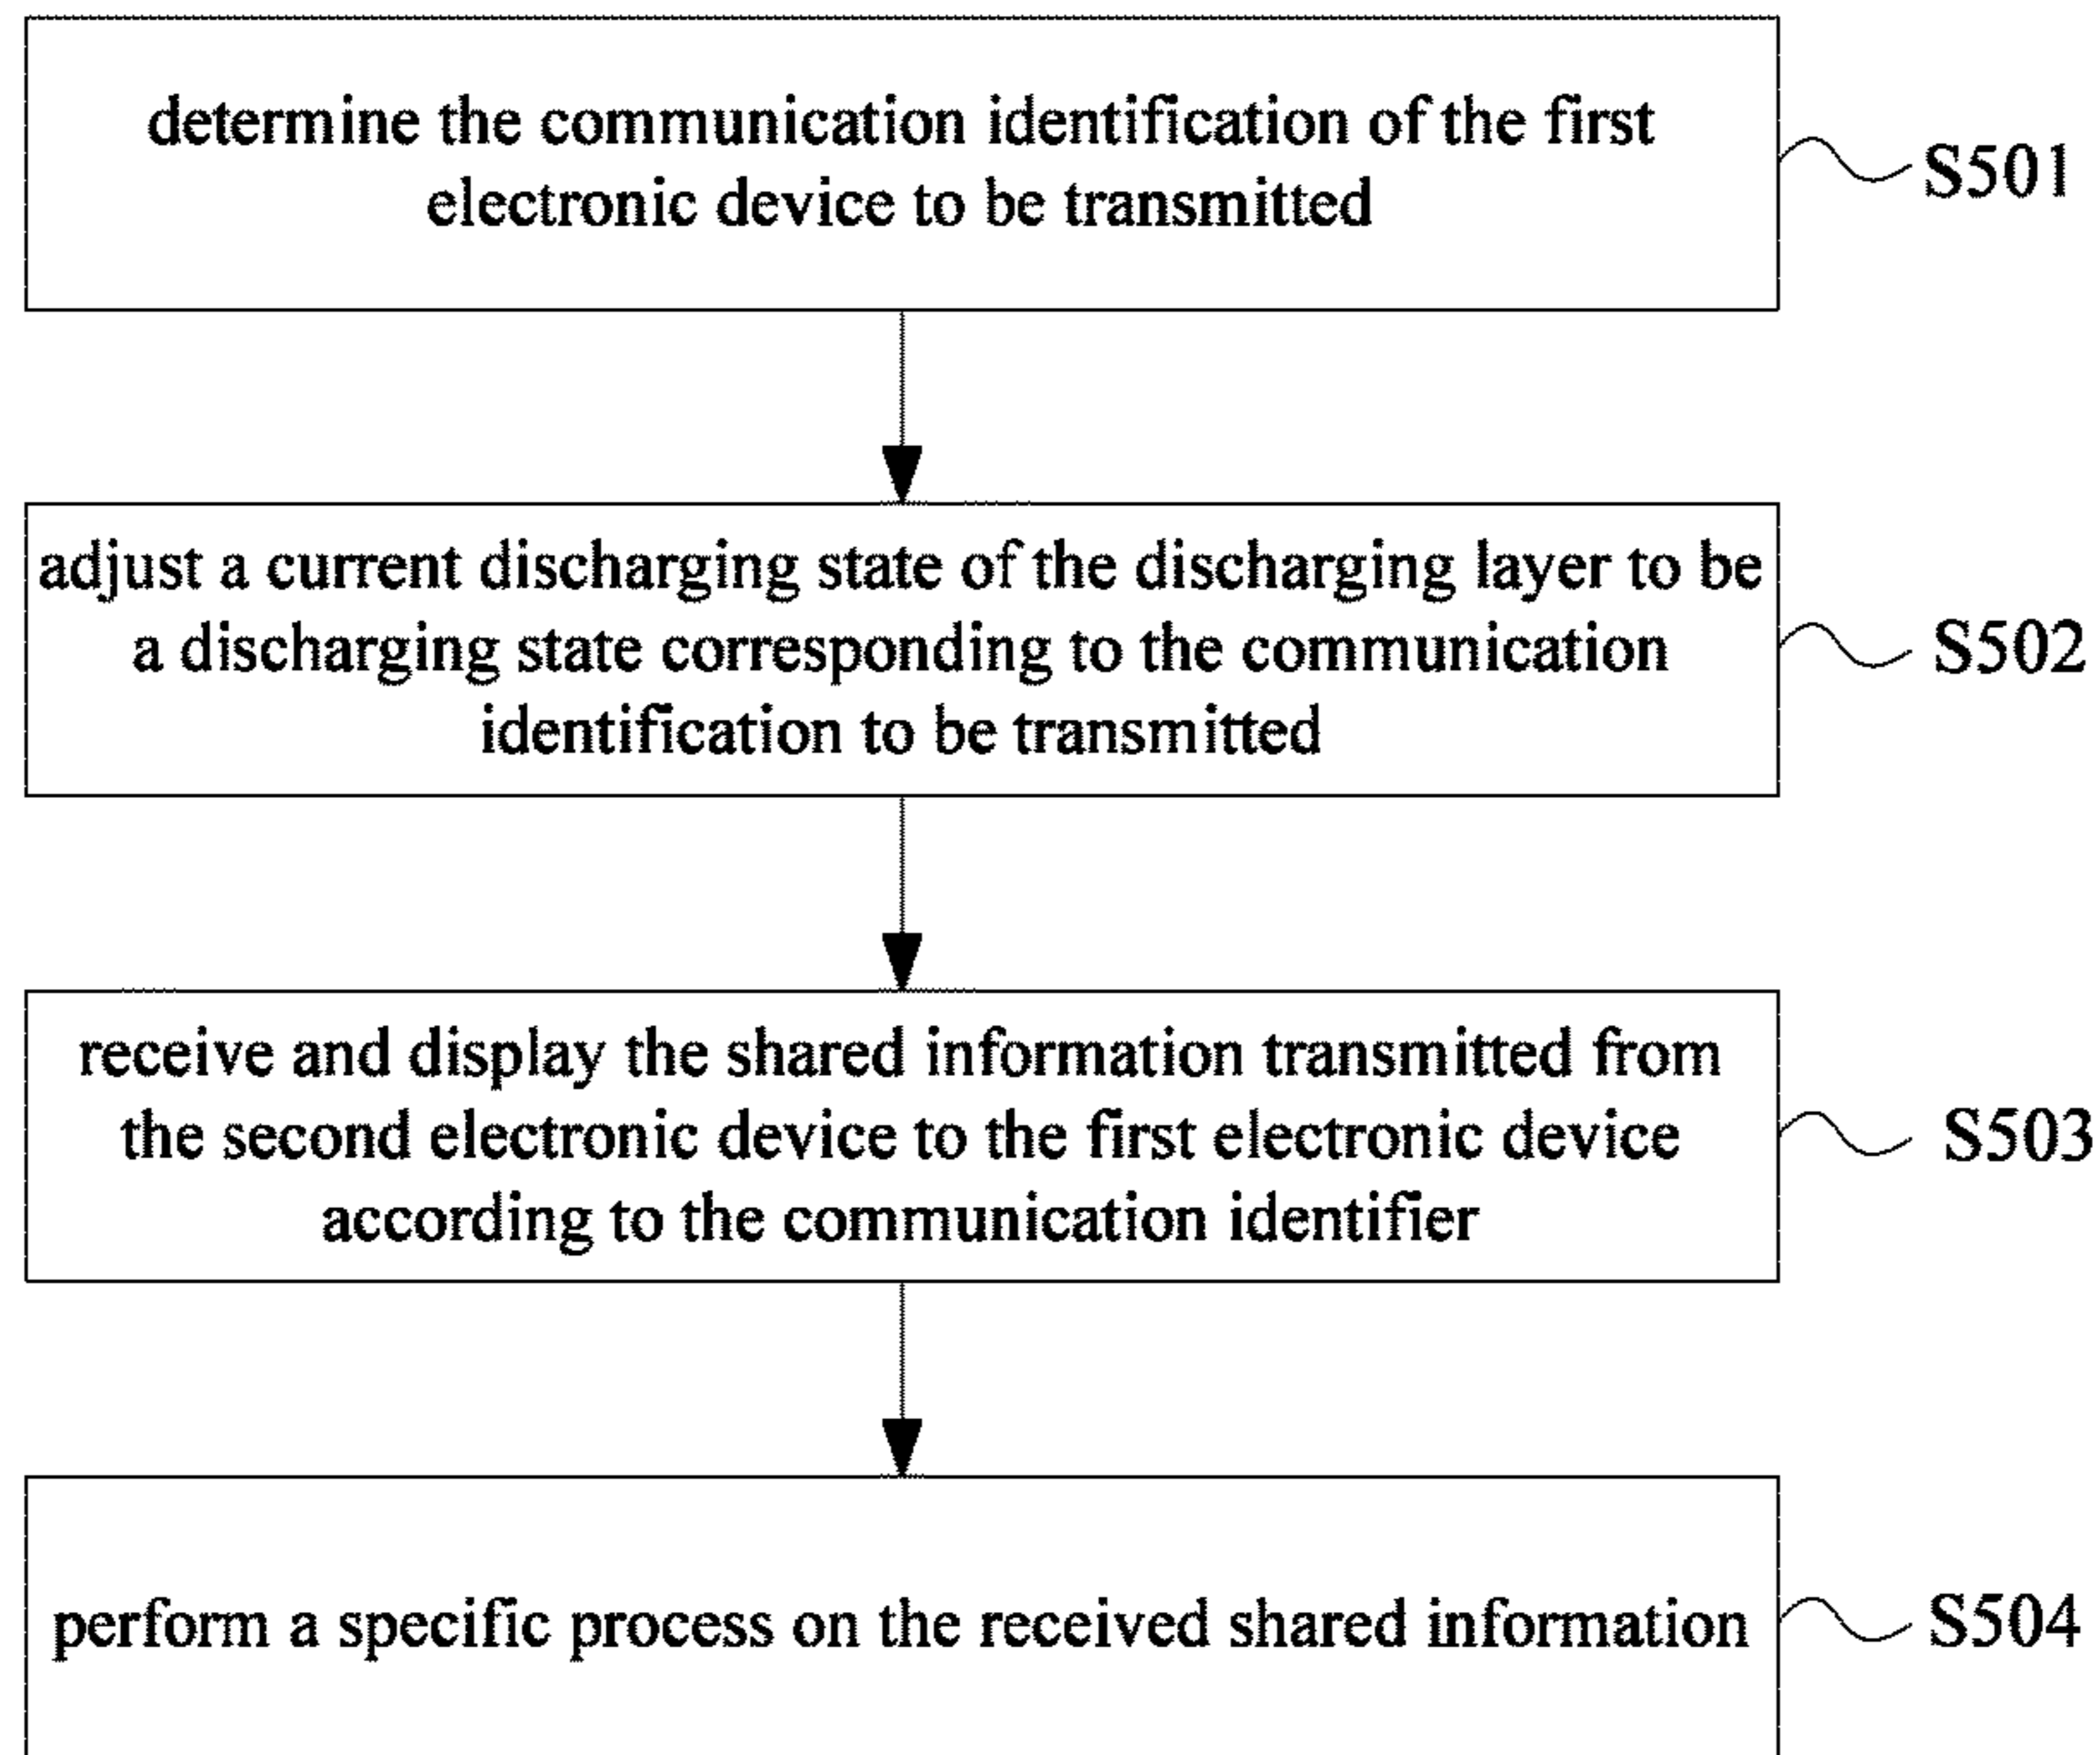 determine the communication identification of the first
electronic device to be transmitted
S501
adjust a current discharging state of the discharging layer to be
a discharging state corresponding to the communication
identification to be transmitted
S502
receive and display the shared information transmitted from
the second electronic device to the first electronic device
according to the communication identifier
S503
perform a specific process on the received shared information
S504